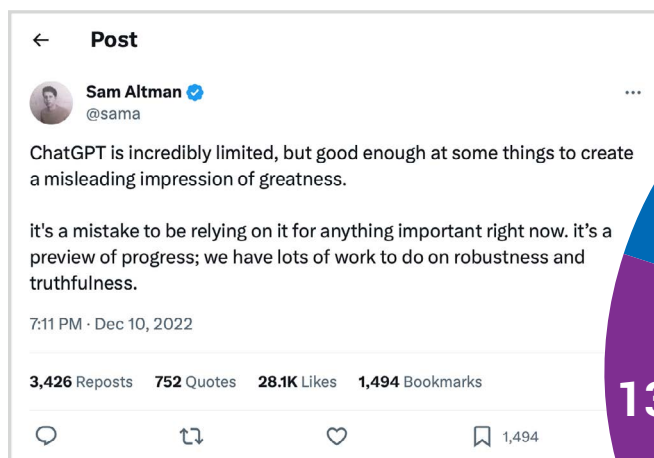 Post
Sam Altman
@sama
ChatGPT is incredibly limited, but good enough at some things to create
a misleading impression of greatness.
it's a mistake to be relying on it for anything important right now. it’s a
preview of progress; we have lots of work to do on robustness and
truthfulness.
7:11 PM · Dec 10, 2022
3,426 Reposts 752 Quotes 28.1K Likes 1,494 Bookmarks
1,494